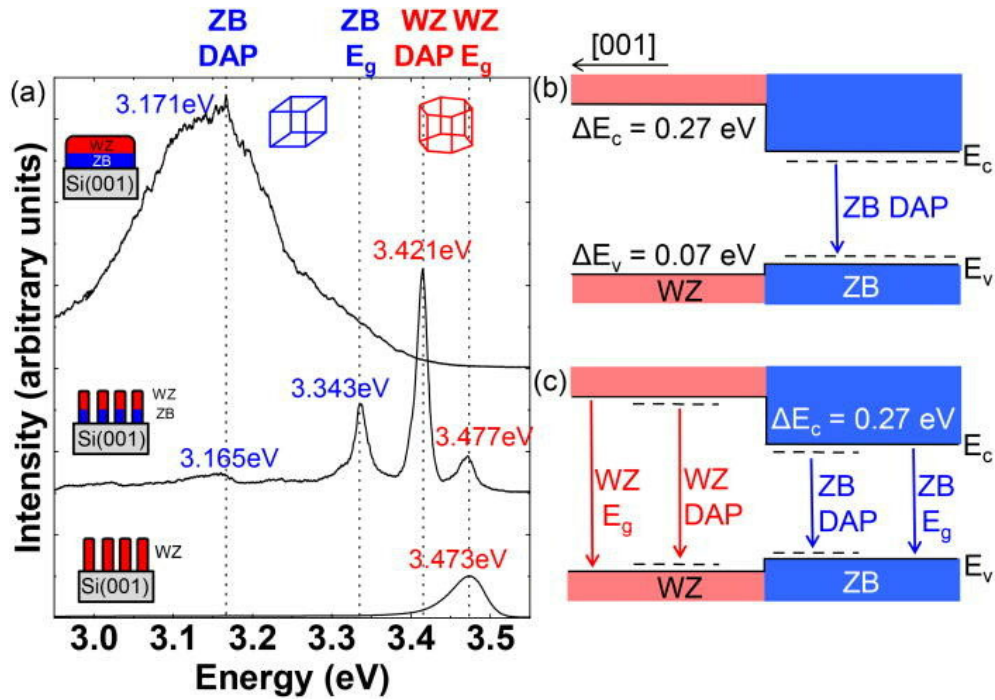 ZB DAP
ZB Eg
WZ DAP
WZ Eg
(a)
3.171eV
WZ
ZB
Si(001)
3.421eV
3.343eV
3.477eV
WZ
ZB
Si(001)
3.165eV
WZ
Si(001)
3.473eV
3.0 3.1 3.2 3.3 3.4 3.5
Energy (eV)
Intensity (arbitrary units)
[001]
(b)
ΔEc = 0.27 eV
Ec
ZB DAP
ΔEv = 0.07 eV
Ev
WZ
ZB
(c)
ΔEc = 0.27 eV
Ec
WZ
Eg
WZ
DAP
ZB
DAP
ZB
Eg
Ev
WZ
ZB